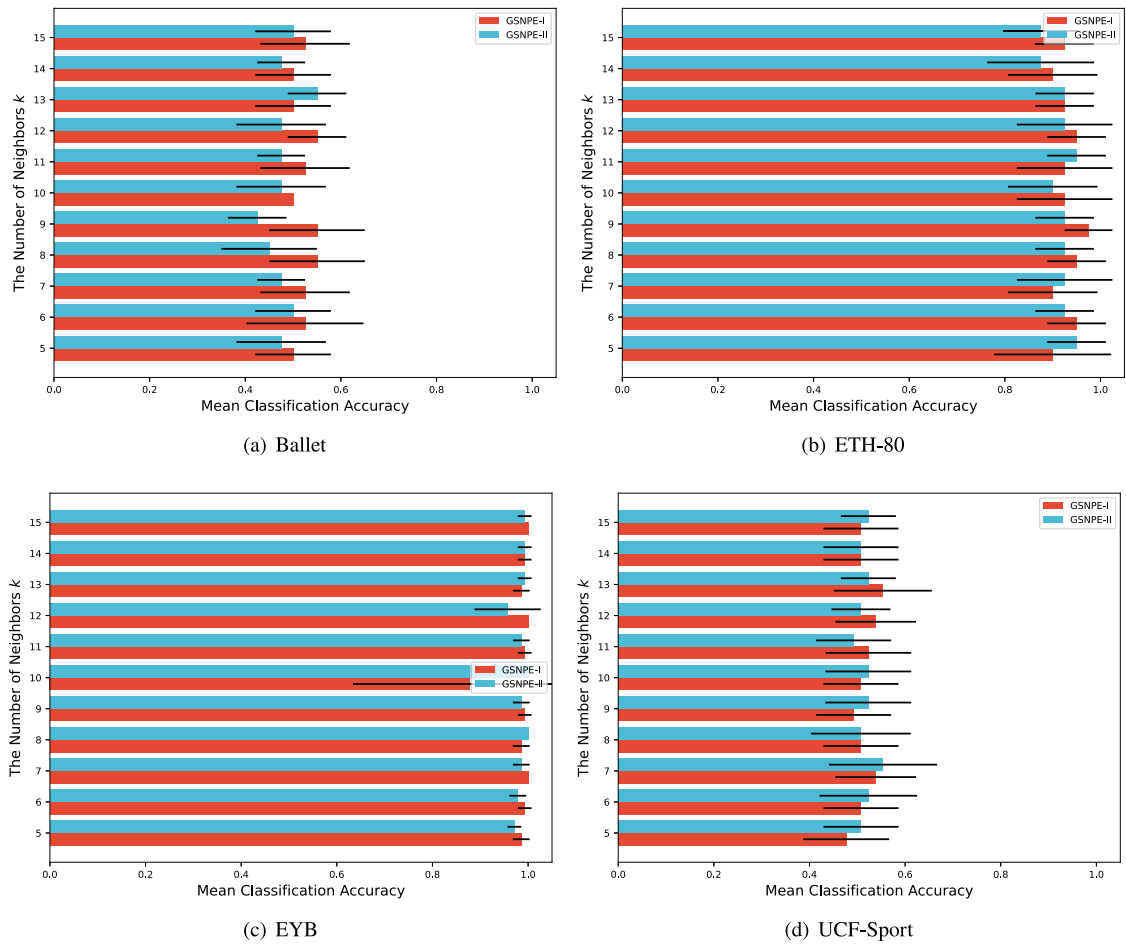 GSNPE-I
GSNPE-II
The Number of Neighbors k
15
14
13
12
11
10
9
8
7
6
5
0.0 0.2 0.4 0.6 0.8 1.0
Mean Classification Accuracy
(a) Ballet
GSNPE-I
GSNPE-II
The Number of Neighbors k
15
14
13
12
11
10
9
8
7
6
5
0.0 0.2 0.4 0.6 0.8 1.0
Mean Classification Accuracy
(b) ETH-80
The Number of Neighbors k
15
14
13
12
11
10
9
8
7
6
5
GSNPE-I
GSNPE-II
0.0 0.2 0.4 0.6 0.8 1.0
Mean Classification Accuracy
(c) EYB
GSNPE-I
GSNPE-II
The Number of Neighbors k
15
14
13
12
11
10
9
8
7
6
5
0.0 0.2 0.4 0.6 0.8 1.0
Mean Classification Accuracy
(d) UCF-Sport